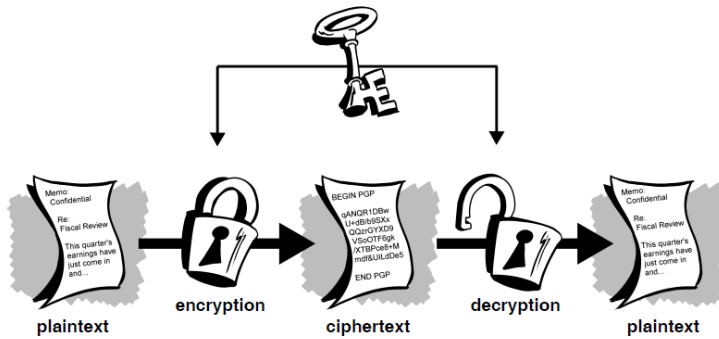 Memo:
Confidential
Re:
Fiscal Review
This quarter's
earnings have
just come in
and...
BEGIN PGP
qANQR1DBw
U+dB/b9SXx
QQzrGYXD9
VSoOTF6gk
/XTBPce8+M
mdf&UILdDe5
END PGP
Memo:
Confidential
Re:
Fiscal Review
This quarter's
earnings have
just come in
and...
plaintext
encryption
ciphertext
decryption
plaintext